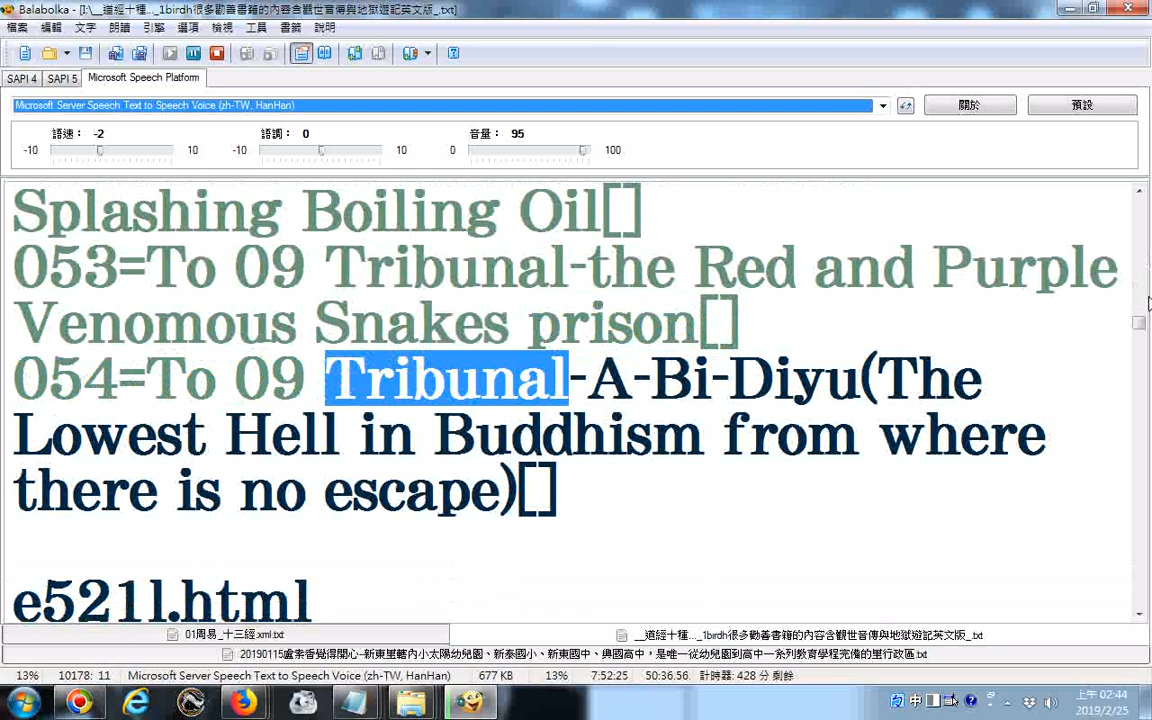 Balabolka - [I:\__道經十種..._1birdh很多勸善書籍的內容含觀世音傳與地獄遊記英文版_.txt]
檔案 編輯 文字 朗讀 引擎 選項 檢視 工具 書籤 說明
SAPI 4 SAPI 5 Microsoft Speech Platform
Microsoft Server Speech Text to Speech Voice (zh-TW, HanHan)
關於 預設
語速： -2 語調： 0 音量： 95
-10 10 -10 10 0 100
Splashing Boiling Oil[]
053=To 09 Tribunal-the Red and Purple
Venomous Snakes prison[]
054=To 09 Tribunal-A-Bi-Diyu(The
Lowest Hell in Buddhism from where
there is no escape)[]
e521l.html
01周易_十三經.xml.txt __道經十種..._1birdh很多勸善書籍的內容含觀世音傳與地獄遊記英文版_.txt
20190115盧素香覺得開心-新東里轄內小太陽幼兒園、新泰國小、新東國中、興國高中，是唯一從幼兒園到高中一系列教育學程完備的里行政區.txt
13% 10178: 11 Microsoft Server Speech Text to Speech Voice (zh-TW, HanHan) 677 KB 13% 7:52:25 50:36.56 計時器: 428 分 剩餘
中 上午 02:44
2019/2/25